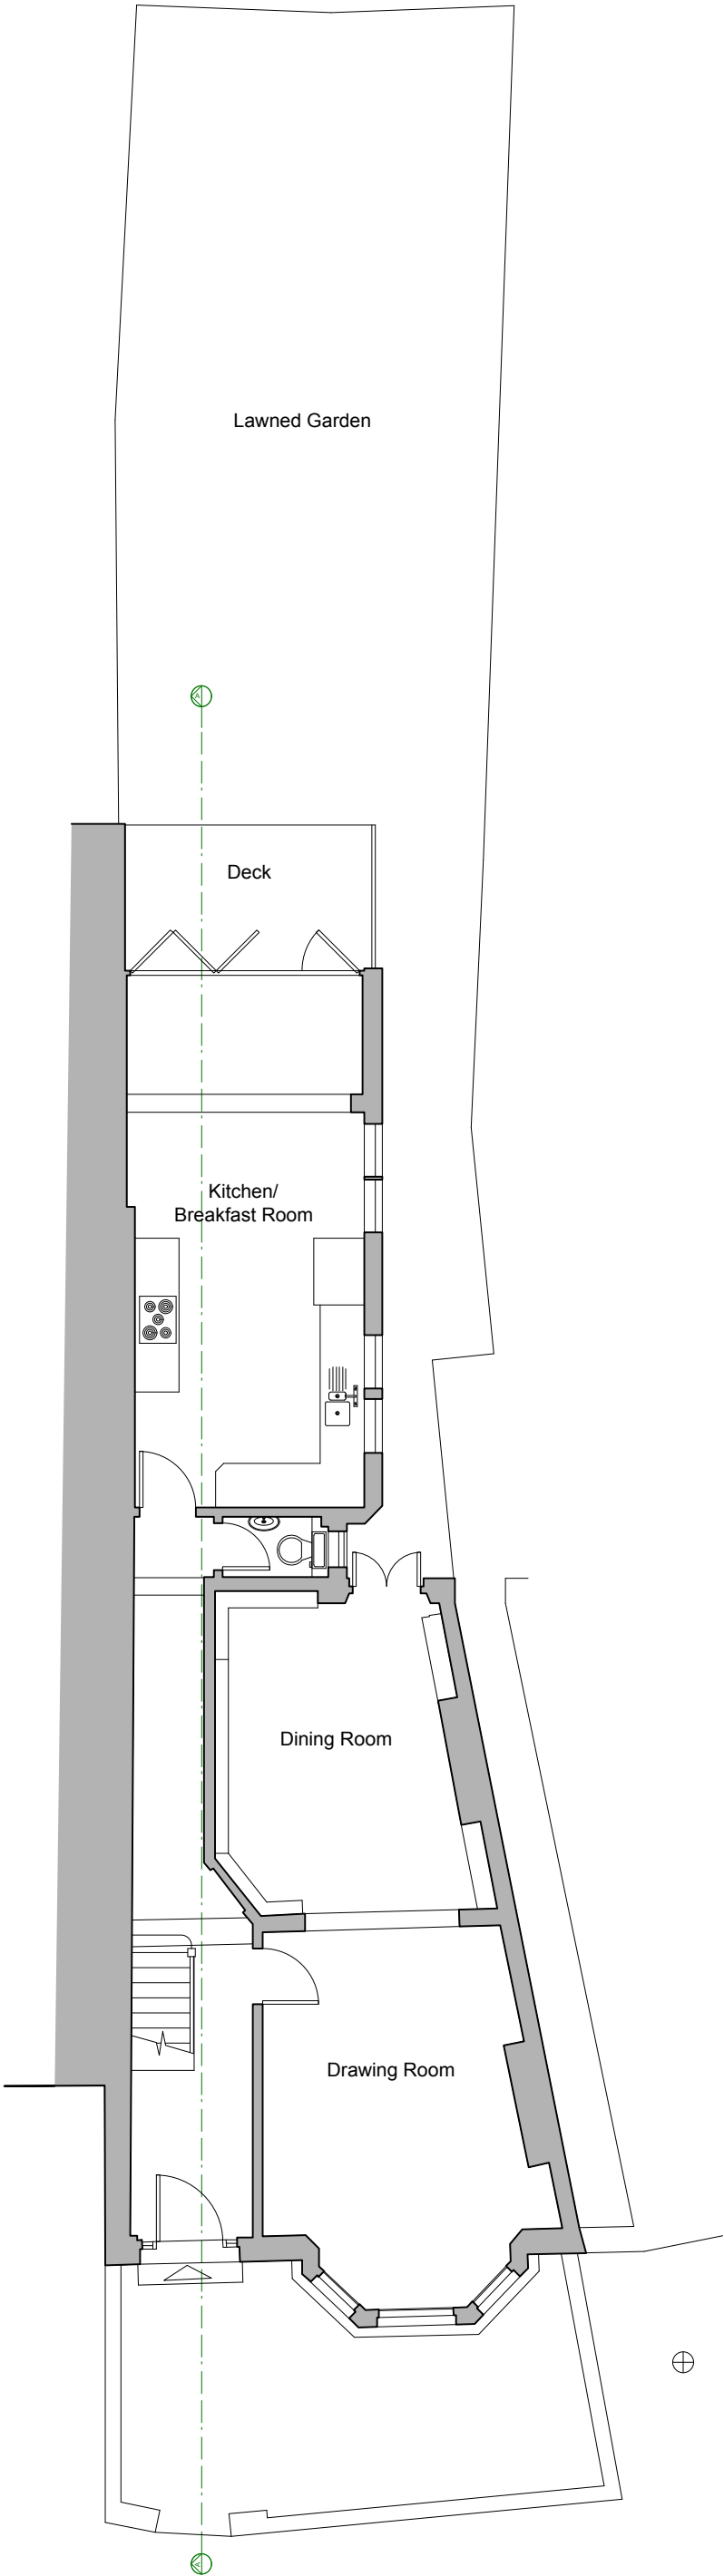 Lawned Garden
A
Deck
Kitchen/
Breakfast Room
Dining Room
Drawing Room
A